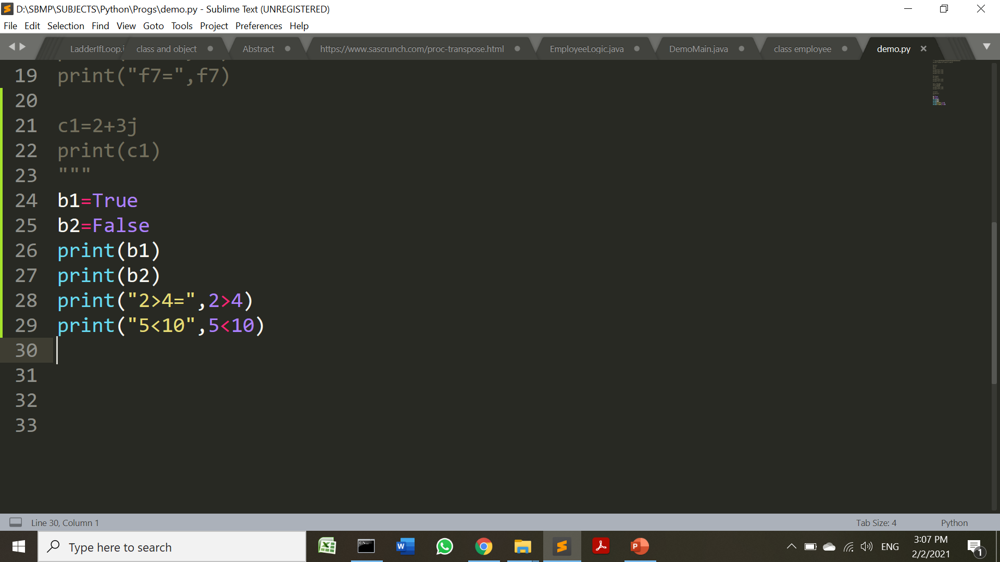 D:\SBMP\SUBJECTS\Python\Progs\demo.py - Sublime Text (UNREGISTERED)
File Edit Selection Find View Goto Tools Project Preferences Help
LadderIfLoop.j class and object Abstract https://www.sascrunch.com/proc-transpose.html EmployeeLogic.java DemoMain.java class employee demo.py
19 print("f7=",f7)
20
21 c1=2+3j
22 print(c1)
23 """
24 b1=True
25 b2=False
26 print(b1)
27 print(b2)
28 print("2>4=",2>4)
29 print("5<10",5<10)
30
31
32
33
Line 30, Column 1 Tab Size: 4 Python
Type here to search ENG 3:07 PM
2/2/2021 1